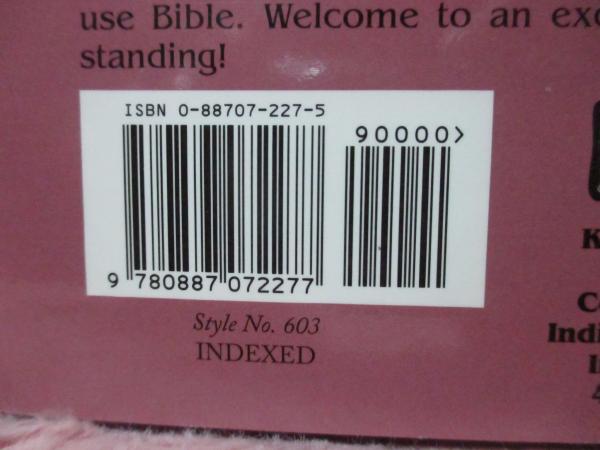 use Bible. Welcome to an exc
standing!
ISBN 0-88707-227-5
90000>
9 780887 072277
Style No. 603
INDEXED
K
Indi